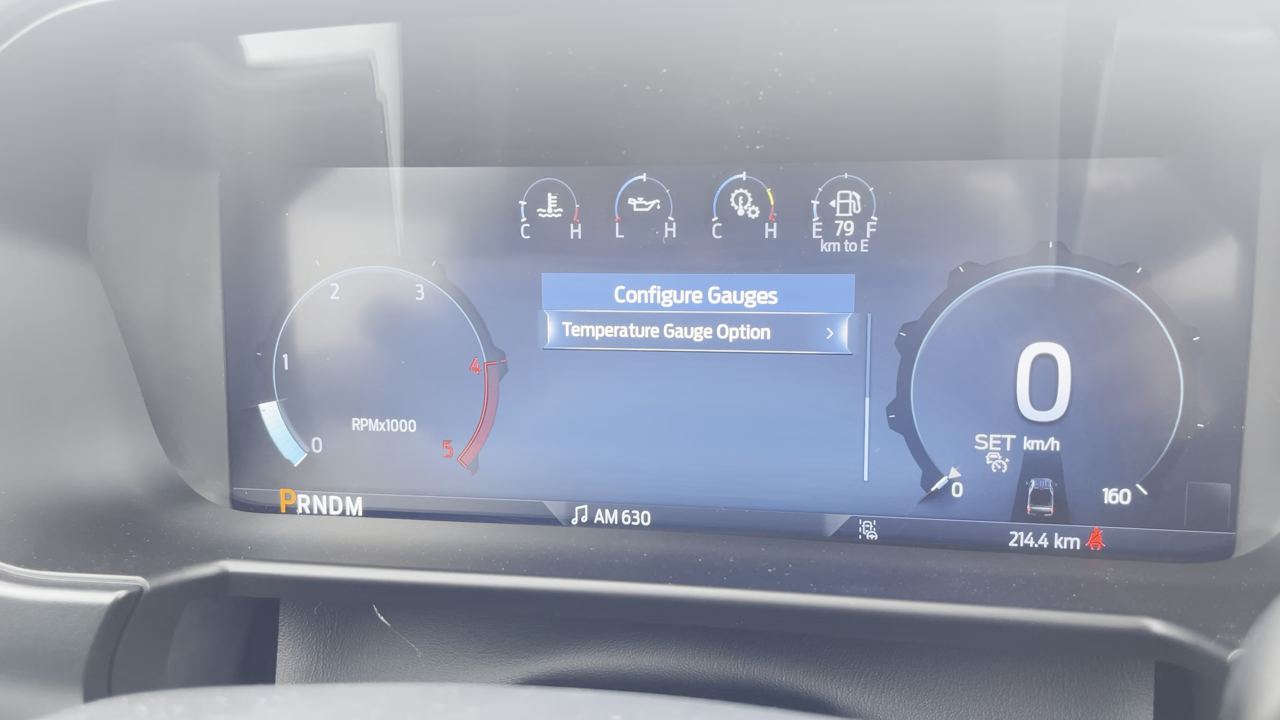 C H
L H
C H
E 79 F
km to E
Configure Gauges
Temperature Gauge Option >
2 3
1 4
0 5
RPMx1000
0
SET km/h
0 160
PRNDM
AM 630
214.4 km